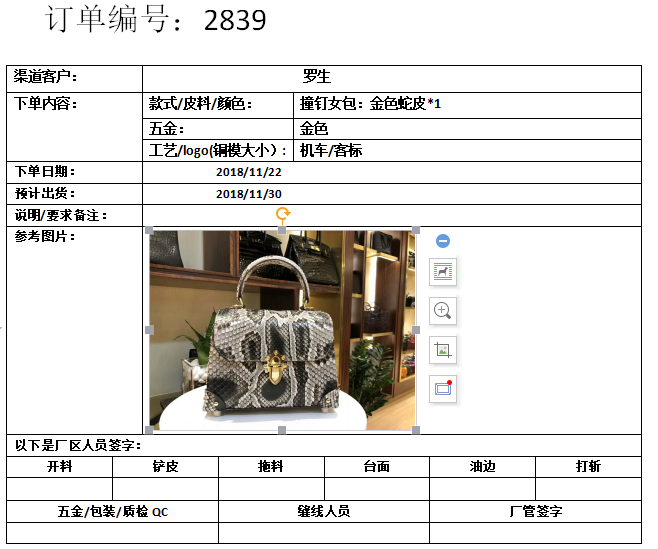 订单编号：2839
渠道客户： 罗生
下单内容： 款式/皮料/颜色： 撞钉女包：金色蛇皮*1
五金： 金色
工艺/logo(铜模大小)： 机车/客标
下单日期： 2018/11/22
预计出货： 2018/11/30
说明/要求备注：
参考图片：
以下是厂区人员签字：
开料 铲皮 拖料 台面 油边 打斩
五金/包装/质检QC 缝线人员 厂管签字